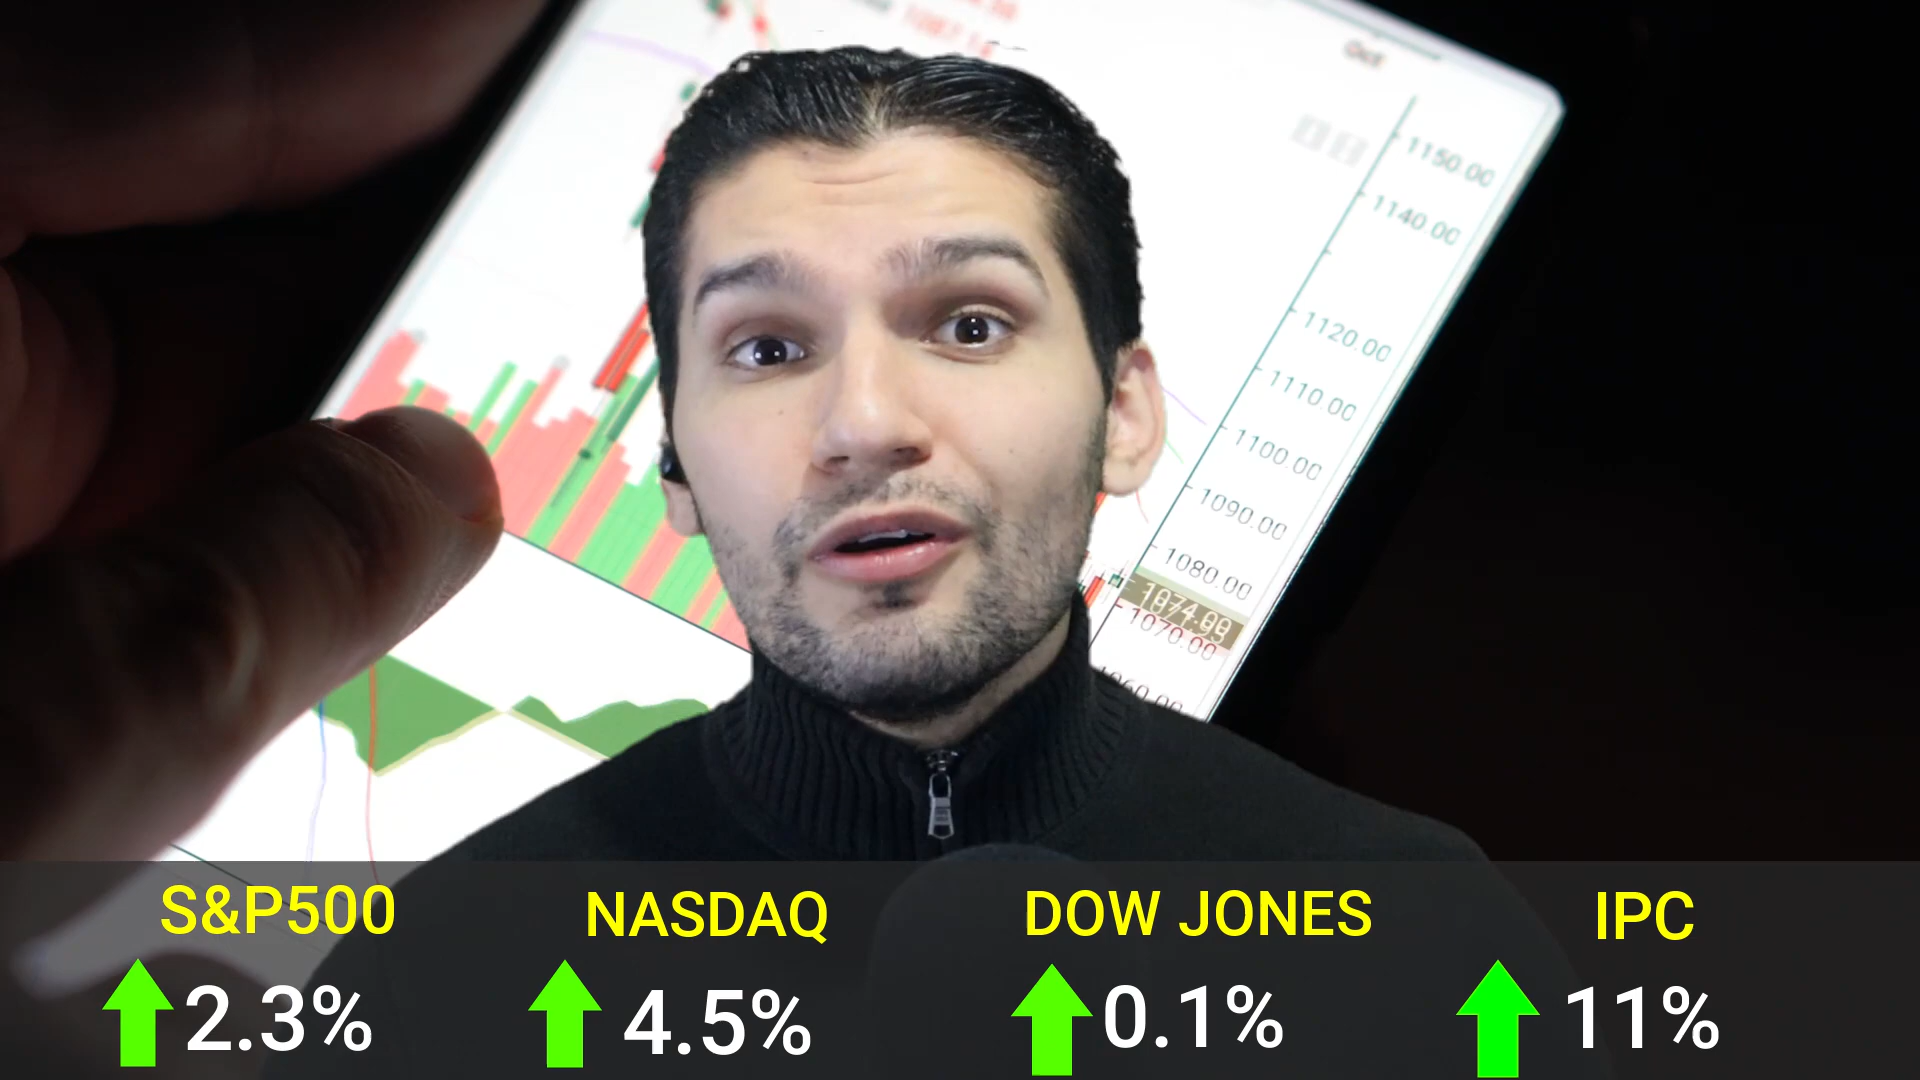 Oct
1150.00
1140.00
1120.00
1110.00
1100.00
1090.00
1080.00
1070.00
S&P500 NASDAQ DOW JONES IPC
2.3% 4.5% 0.1% 11%